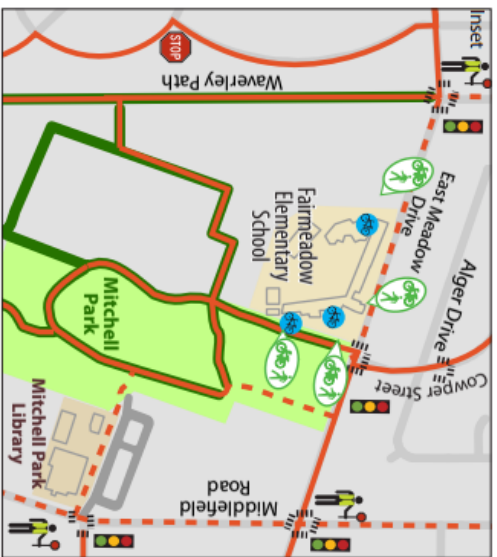 Inset
STOP
Waverley Path
East Meadow
Drive
Alger Drive
Fairmeadow
Elementary
School
Cowper Street
Mitchell
Park
Mitchell Park
Library
Middlefield
Road